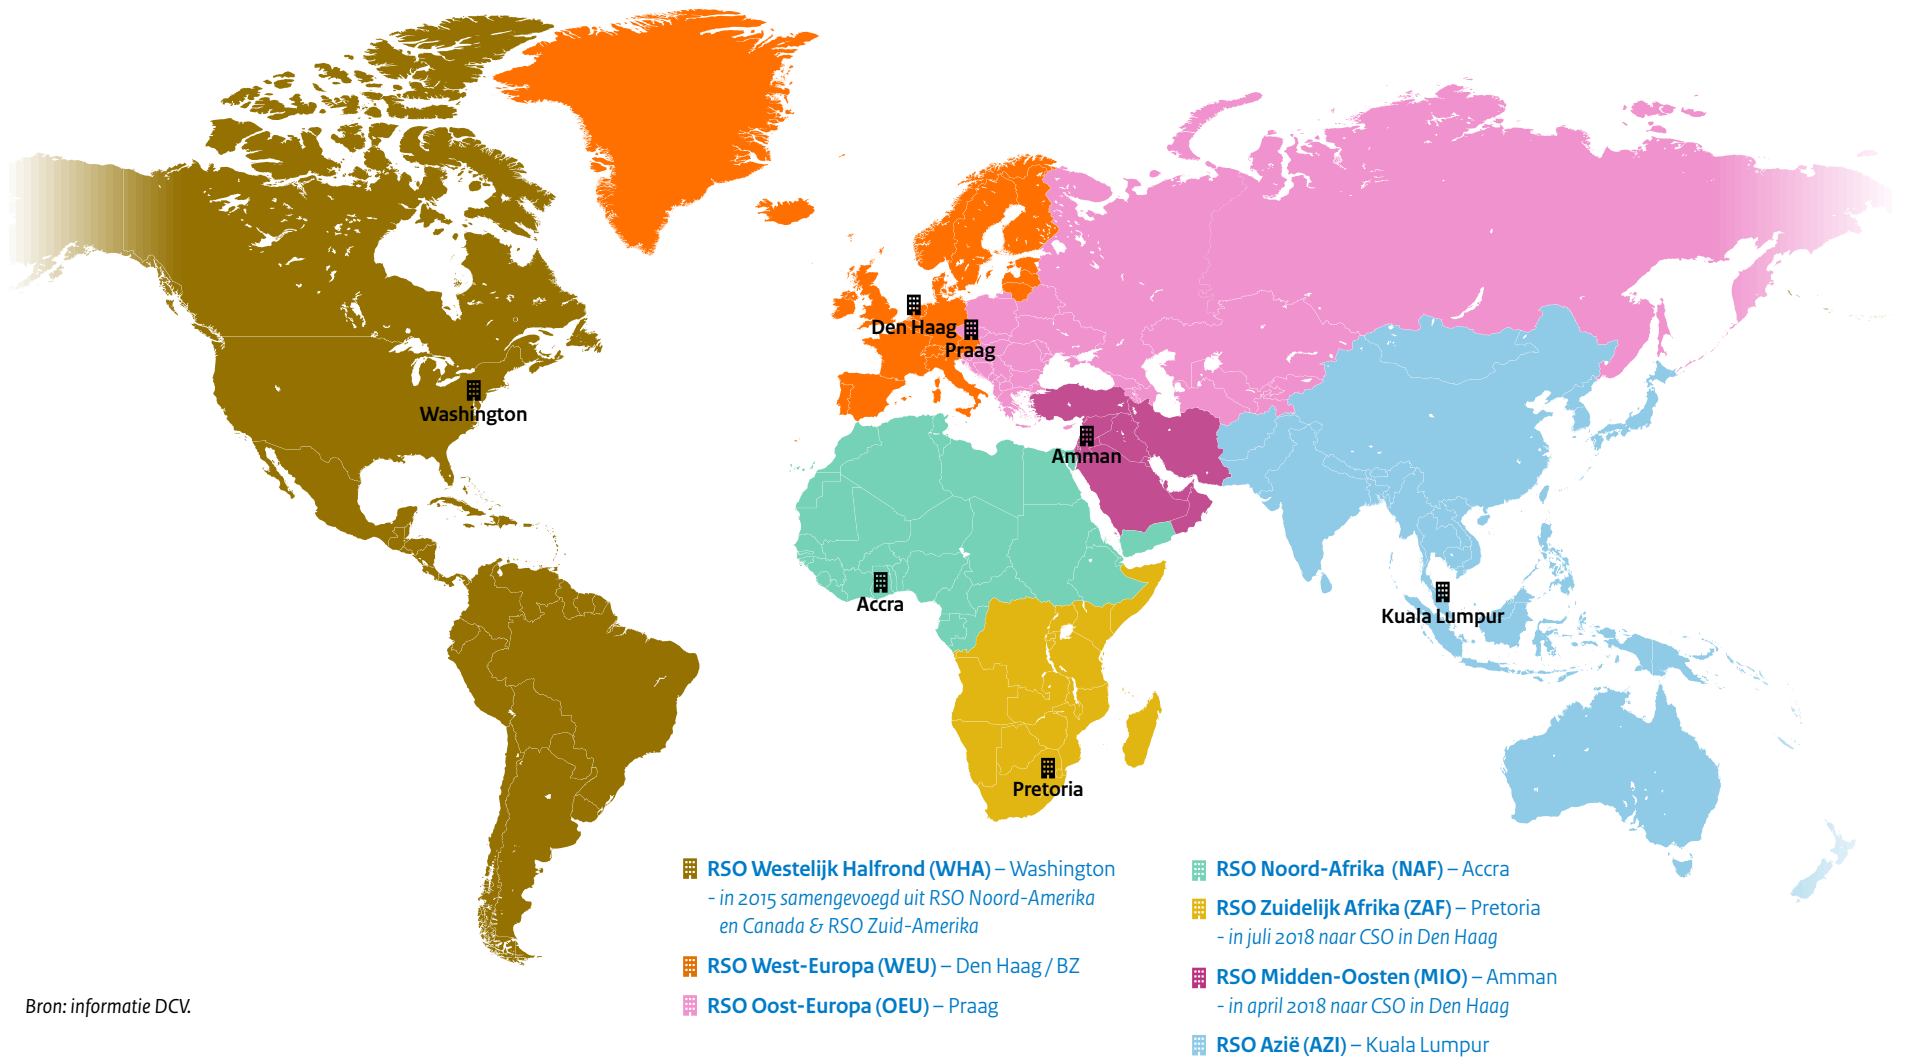 Den Haag
Praag
Washington
Amman
Accra
Kuala Lumpur
Pretoria
RSO Westelijk Halfrond (WHA) – Washington
- in 2015 samengevoegd uit RSO Noord-Amerika
en Canada & RSO Zuid-Amerika
RSO West-Europa (WEU) – Den Haag / BZ
RSO Oost-Europa (OEU) – Praag
RSO Noord-Afrika (NAF) – Accra
RSO Zuidelijk Afrika (ZAF) – Pretoria
- in juli 2018 naar CSO in Den Haag
RSO Midden-Oosten (MIO) – Amman
- in april 2018 naar CSO in Den Haag
RSO Azië (AZI) – Kuala Lumpur
Bron: informatie DCV.